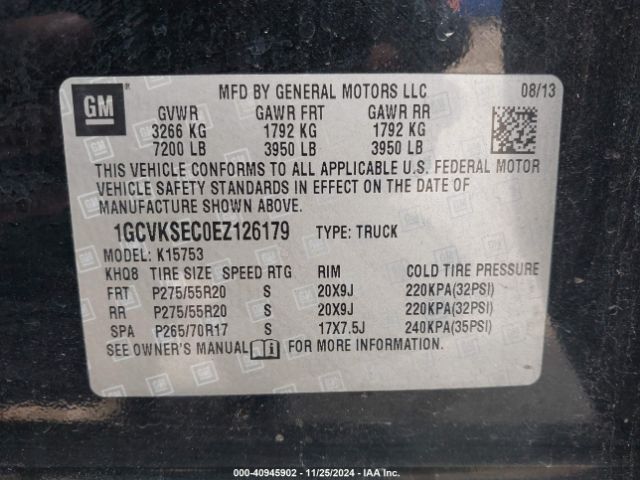 GM
MFD BY GENERAL MOTORS LLC 08/13
GVWR GAWR FRT GAWR RR
3266 KG 1792 KG 1792 KG
7200 LB 3950 LB 3950 LB
THIS VEHICLE CONFORMS TO ALL APPLICABLE U.S. FEDERAL MOTOR
VEHICLE SAFETY STANDARDS IN EFFECT ON THE DATE OF
MANUFACTURE SHOWN ABOVE.
1GCVKSEC0EZ126179 TYPE: TRUCK
MODEL: K15753
KHQ8 TIRE SIZE SPEED RTG RIM COLD TIRE PRESSURE
FRT P275/55R20 S 20X9J 220KPA(32PSI)
RR P275/55R20 S 20X9J 220KPA(32PSI)
SPA P265/70R17 S 17X7.5J 240KPA(35PSI)
SEE OWNER'S MANUAL FOR MORE INFORMATION.
000-40945902 - 11/25/2024 - IAA Inc.